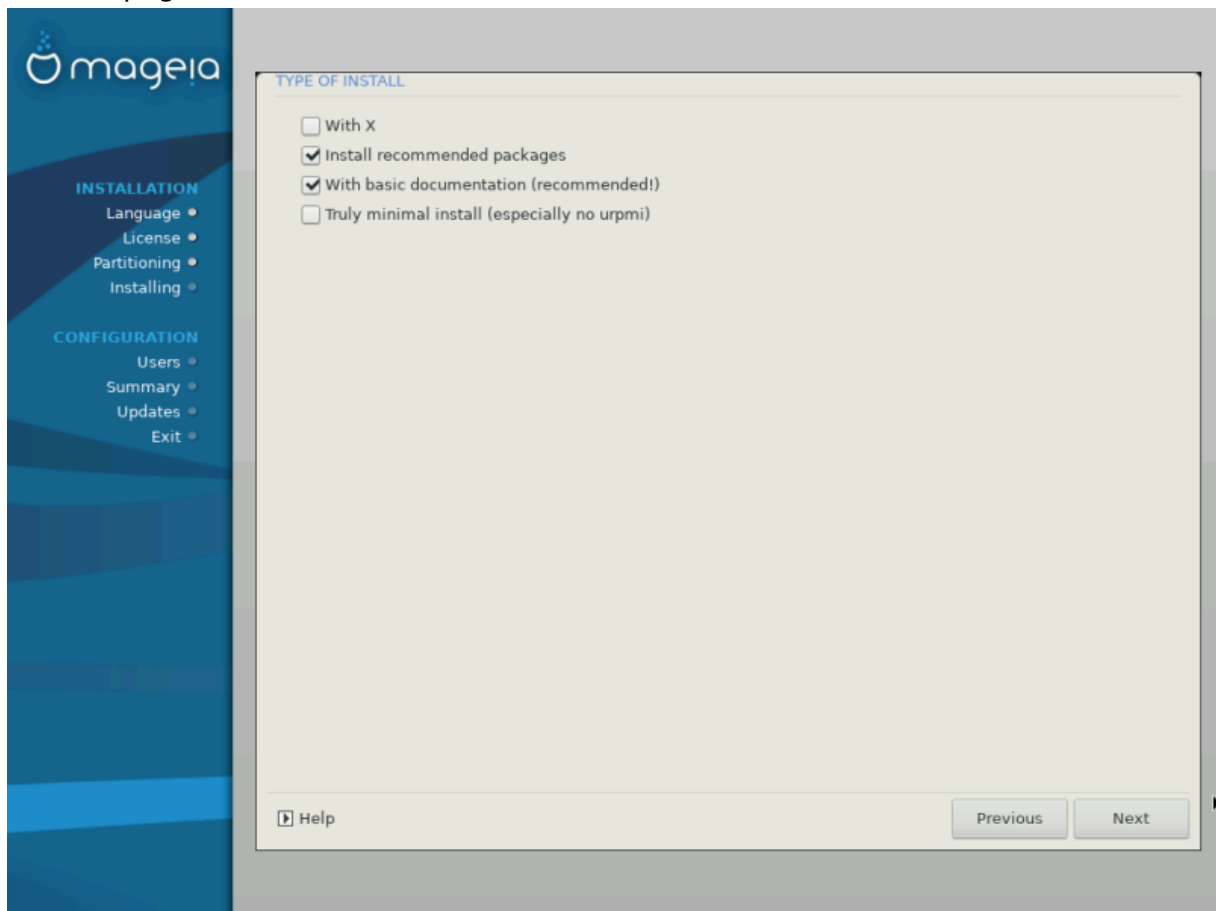 mageia
INSTALLATION
Language
License
Partitioning
Installing
CONFIGURATION
Users
Summary
Updates
Exit
TYPE OF INSTALL
With X
Install recommended packages
With basic documentation (recommended!)
Truly minimal install (especially no urpmi)
Help
Previous
Next